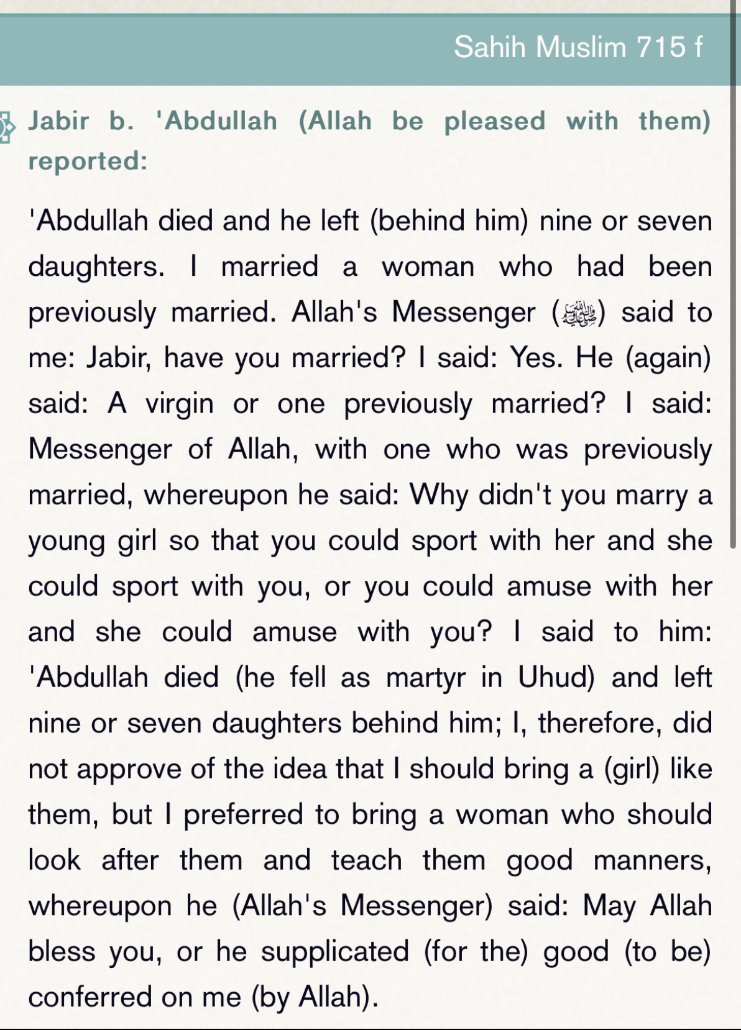 Sahih Muslim 715 f
Jabir b. 'Abdullah (Allah be pleased with them)
reported:
'Abdullah died and he left (behind him) nine or seven
daughters. I married a woman who had been
previously married. Allah's Messenger (ﷺ) said to
me: Jabir, have you married? I said: Yes. He (again)
said: A virgin or one previously married? I said:
Messenger of Allah, with one who was previously
married, whereupon he said: Why didn't you marry a
young girl so that you could sport with her and she
could sport with you, or you could amuse with her
and she could amuse with you? I said to him:
'Abdullah died (he fell as martyr in Uhud) and left
nine or seven daughters behind him; I, therefore, did
not approve of the idea that I should bring a (girl) like
them, but I preferred to bring a woman who should
look after them and teach them good manners,
whereupon he (Allah's Messenger) said: May Allah
bless you, or he supplicated (for the) good (to be)
conferred on me (by Allah).